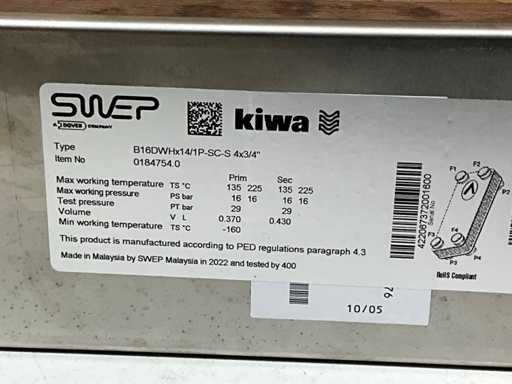 SWEP kiwa
A DOVER COMPANY
Type B16DWHx14/1P-SC-S 4x3/4"
Item No 0184754.0
Prim Sec
Max working temperature TS °C 135 225 135 225
Max working pressure PS bar 16 16 16 16
Test pressure PT bar 29 29
Volume V L 0.370 0.430
Min working temperature TS °C -160
This product is manufactured according to PED regulations paragraph 4.3
Made in Malaysia by SWEP Malaysia in 2022 and tested by 400
422067372001600
Serial No
F1 F2
F3 F4
P2
P4
P3
RoHS Compliant
10/05